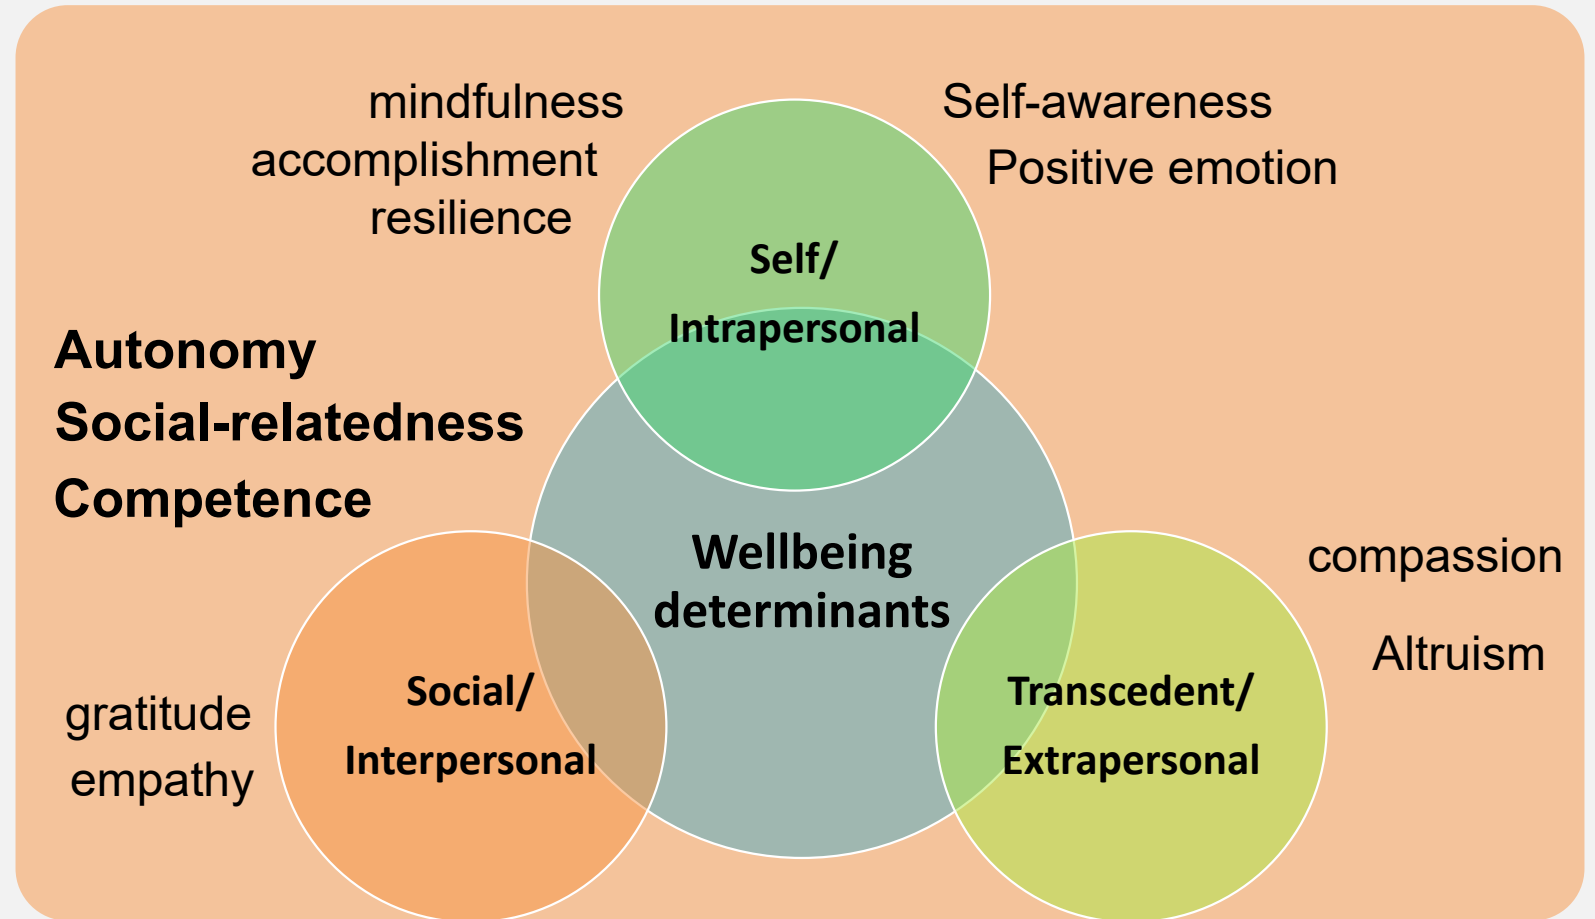 mindfulness
accomplishment
resilience
Self-awareness
Positive emotion
Self/
Intrapersonal
Autonomy
Social-relatedness
Competence
Wellbeing
determinants
compassion
Altruism
Social/
Interpersonal
Transcedent/
Extrapersonal
gratitude
empathy